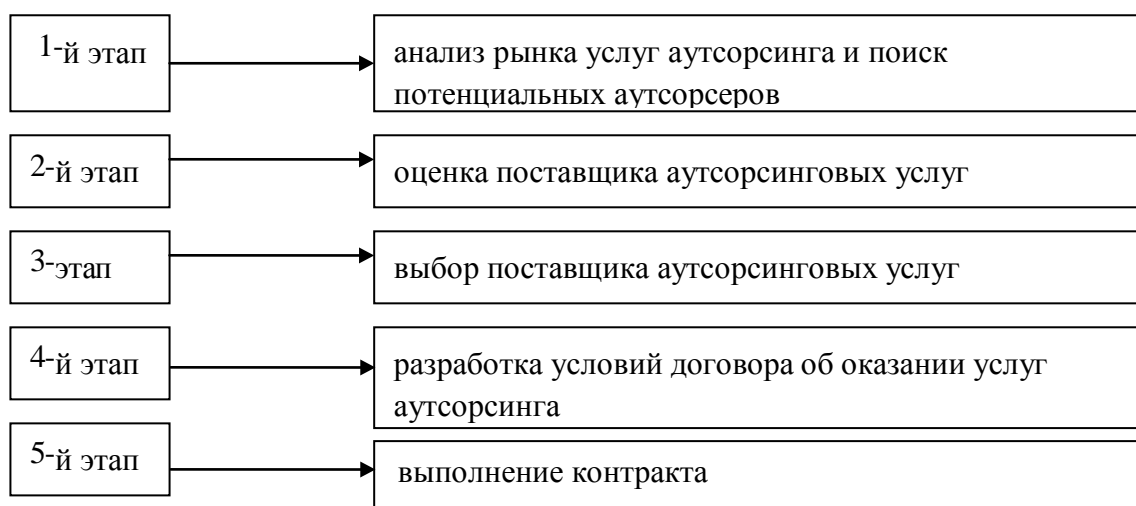 1-й этап
анализ рынка услуг аутсорсинга и поиск
потенциальных аутсорсеров
2-й этап
оценка поставщика аутсорсинговых услуг
3-этап
выбор поставщика аутсорсинговых услуг
4-й этап
разработка условий договора об оказании услуг
аутсорсинга
5-й этап
выполнение контракта